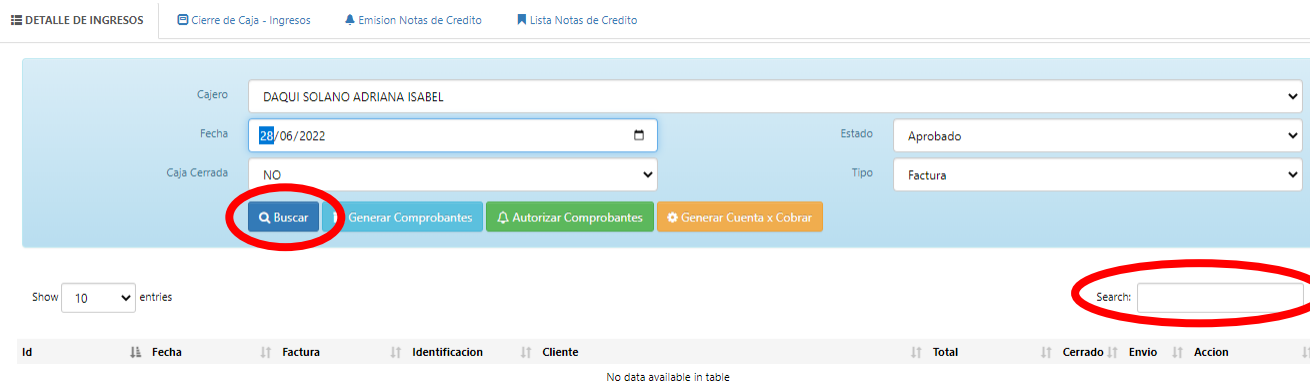 DETALLE DE INGRESOS Cierre de Caja - Ingresos Emision Notas de Credito Lista Notas de Credito
Cajero DAQUI SOLANO ADRIANA ISABEL
Fecha 28/06/2022 Estado Aprobado
Caja Cerrada NO Tipo Factura
Buscar Generar Comprobantes Autorizar Comprobantes Generar Cuenta x Cobrar
Show 10 entries Search:
Id Fecha Factura Identificacion Cliente Total Cerrado Envio Accion
No data available in table